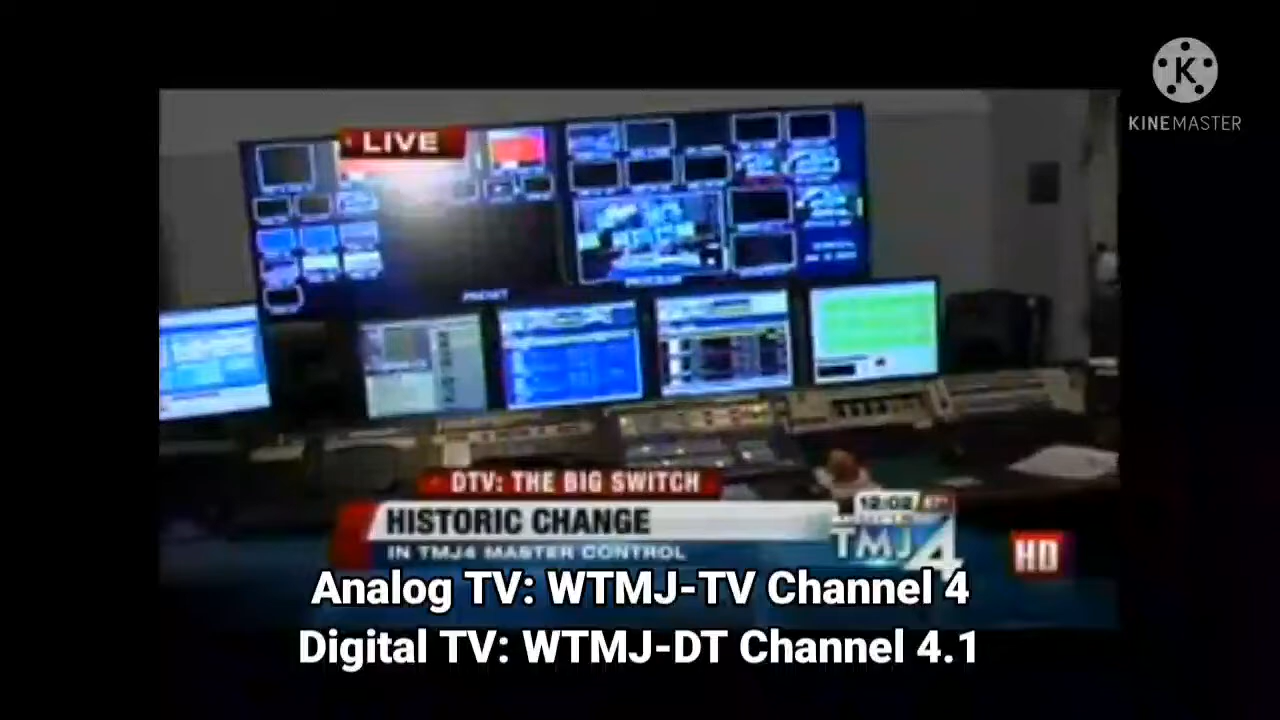 KINEMASTER
LIVE
DTV: THE BIG SWITCH
HISTORIC CHANGE
12:02
TMJ4
HD
IN TMJ4 MASTER CONTROL
Analog TV: WTMJ-TV Channel 4
Digital TV: WTMJ-DT Channel 4.1